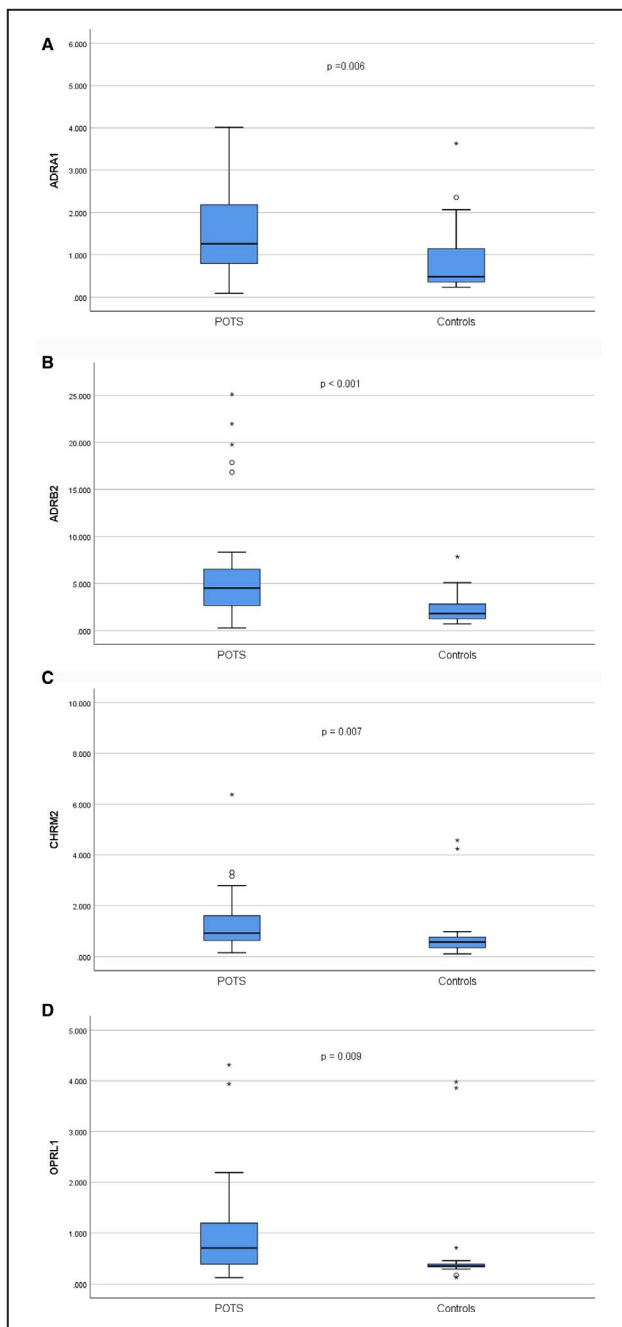 A
6.000
p =0.006
5.000
4.000
3.000
2.000
1.000
.000
ADRA1
POTS Controls
B
p < 0.001
25.000
20.000
15.000
10.000
5.000
.000
ADRB2
POTS Controls
C
10.000
p = 0.007
8.000
6.000
4.000
2.000
.000
CHRM2
POTS Controls
D
5.000
p = 0.009
4.000
3.000
2.000
1.000
.000
OPRL1
POTS Controls